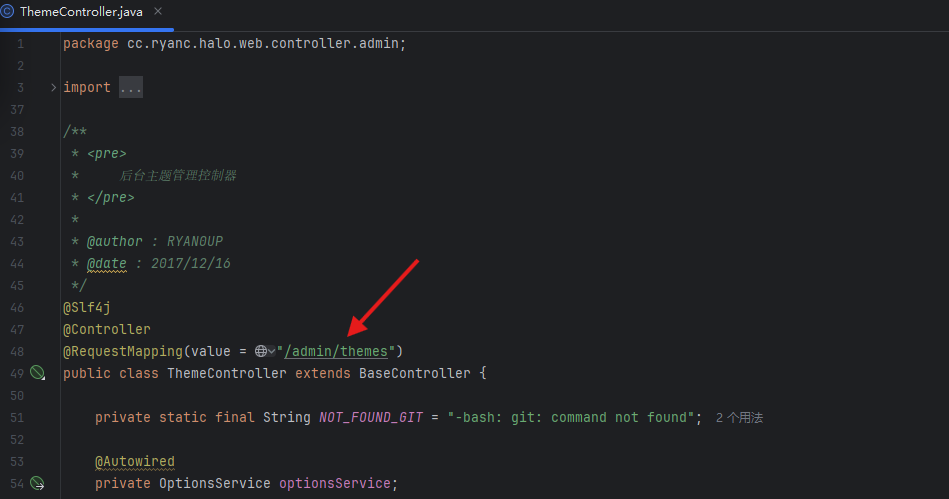 ThemeController.java
1 package cc.ryanc.halo.web.controller.admin;
2
3 import ...
37
38 /**
39 * <pre>
40 * 后台主题管理控制器
41 * </pre>
42 *
43 * @author : RYAN0UP
44 * @date : 2017/12/16
45 */
46 @Slf4j
47 @Controller
48 @RequestMapping(value = "/admin/themes")
49 public class ThemeController extends BaseController {
50
51 private static final String NOT_FOUND_GIT = "-bash: git: command not found"; 2 个用法
52
53 @Autowired
54 private OptionsService optionsService;